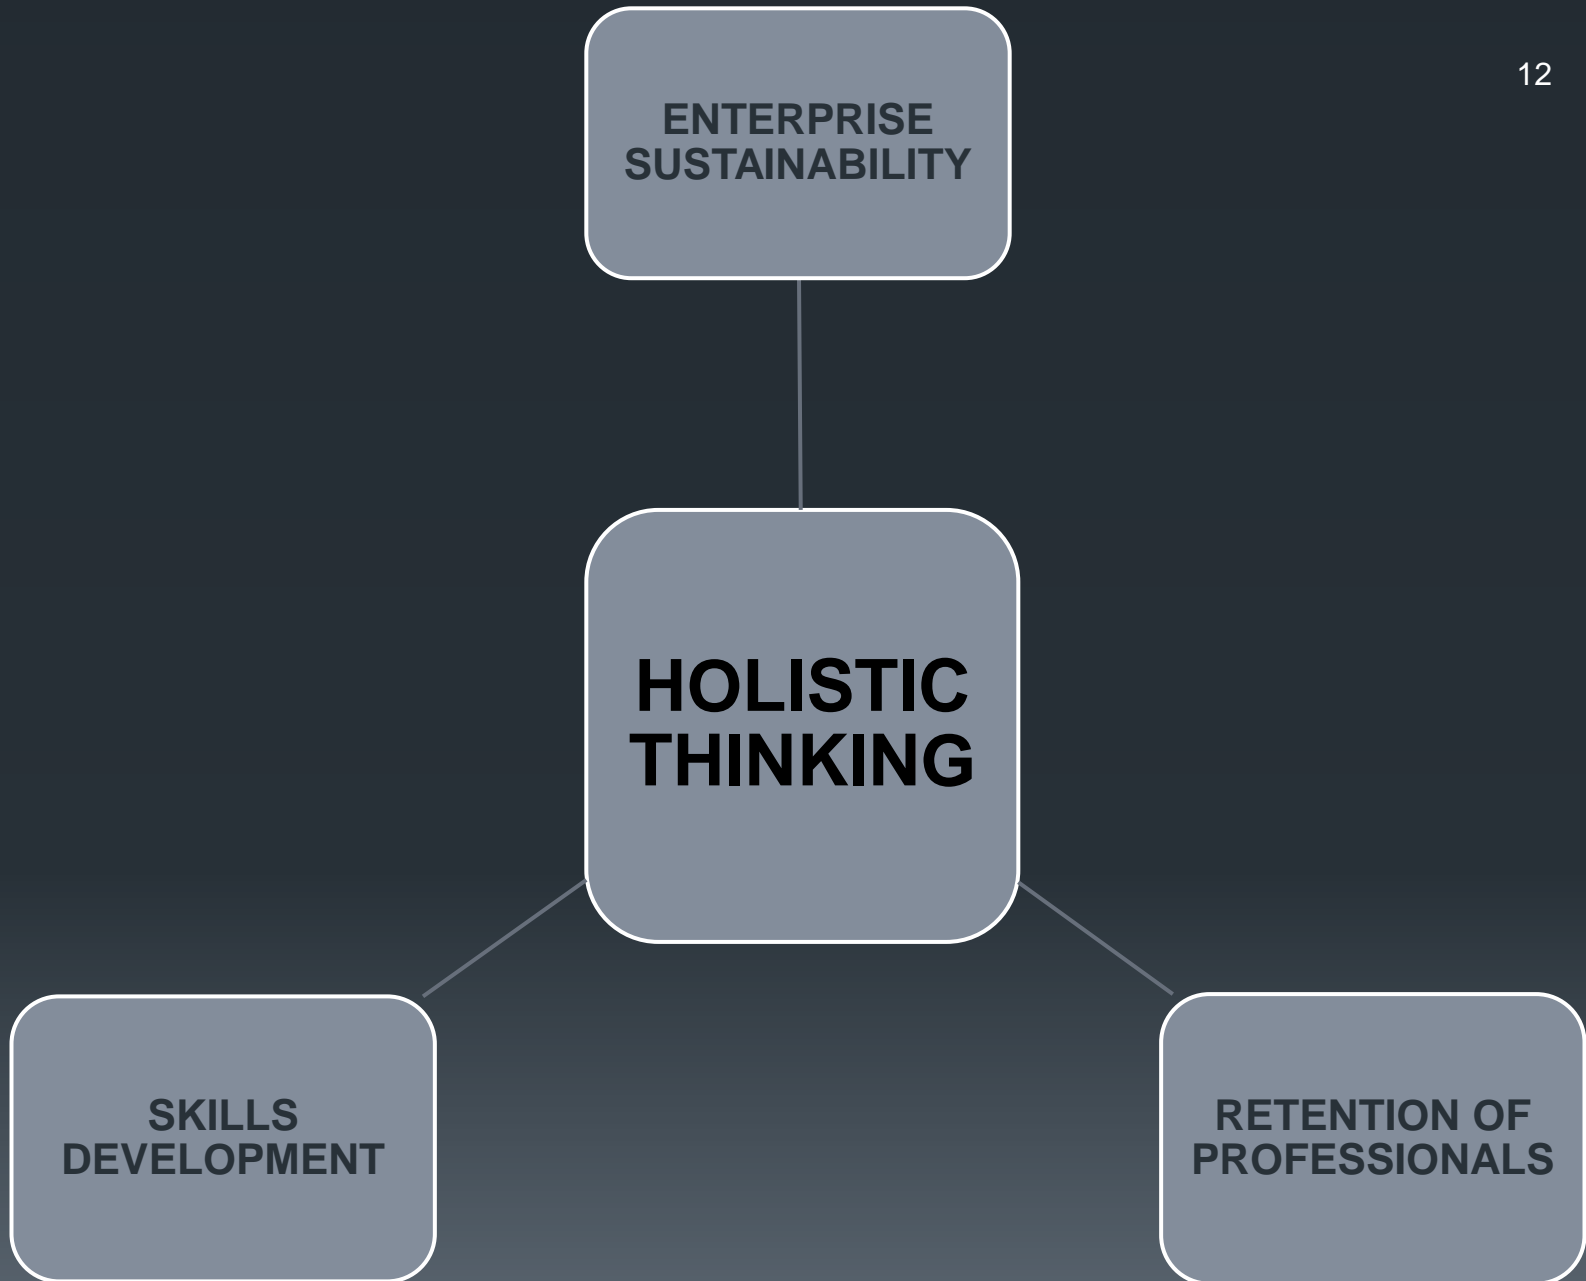 12
ENTERPRISE
SUSTAINABILITY
HOLISTIC
THINKING
SKILLS
DEVELOPMENT
RETENTION OF
PROFESSIONALS